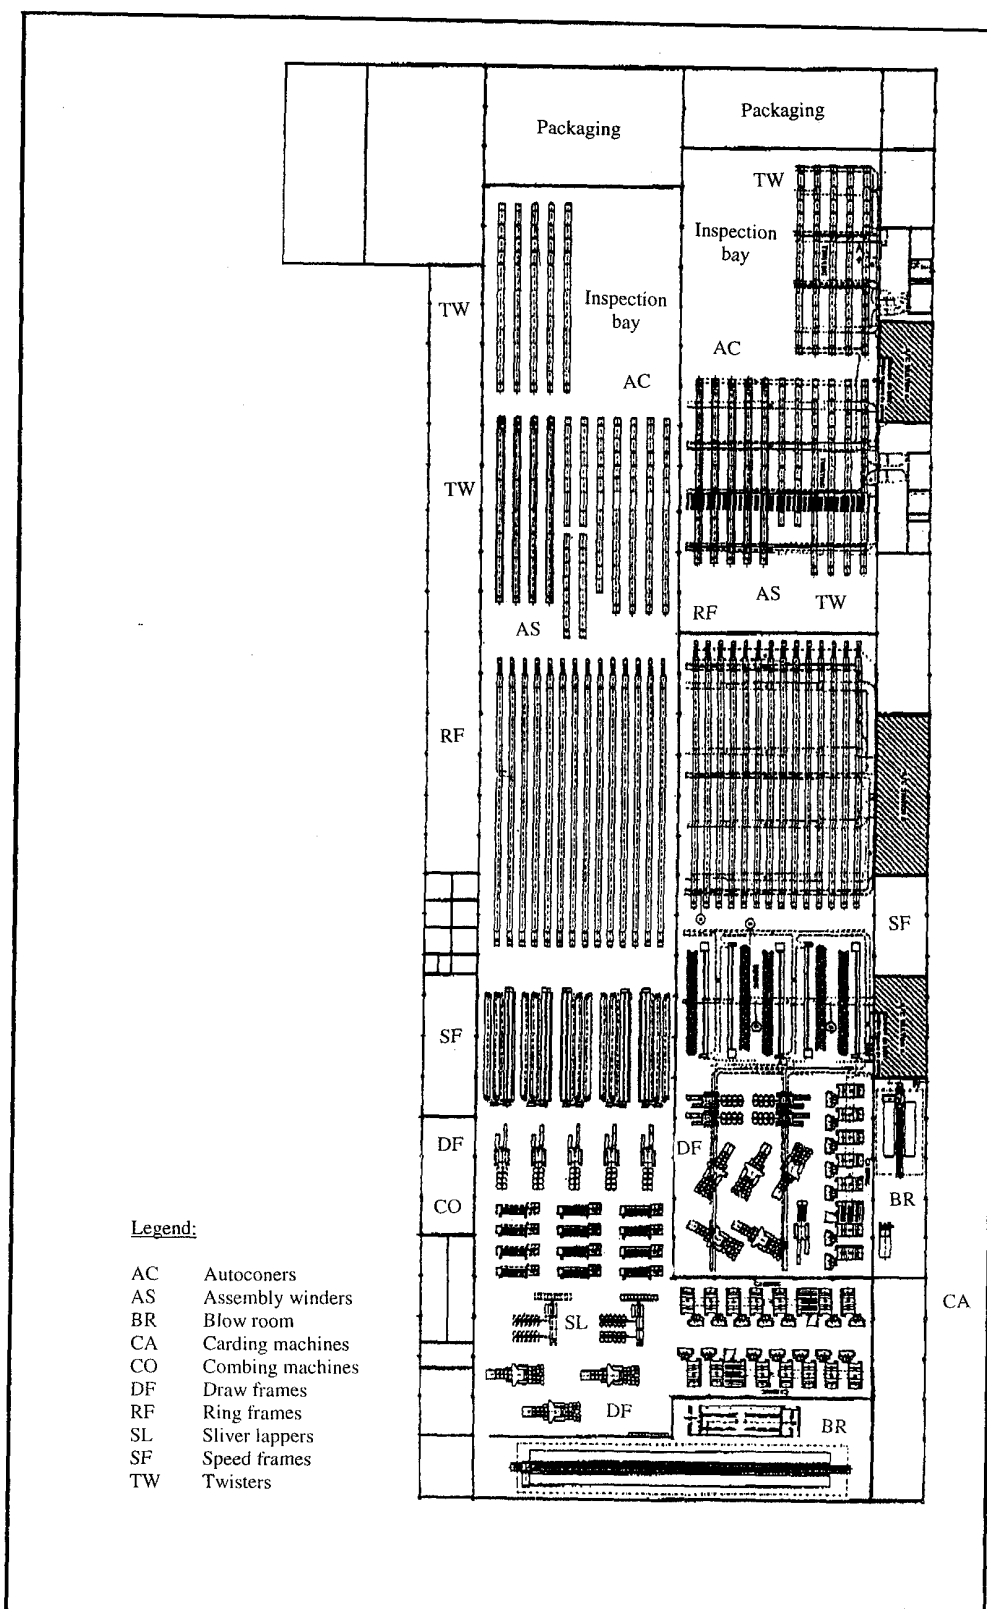 Packaging
Packaging
TW
Inspection
bay
Inspection
bay
TW
AC
AC
TW
AS
AS
TW
RF
RF
SF
SF
DF
DF
BR
CO
CA
SL
DF
BR
Legend:
AC Autoconers
AS Assembly winders
BR Blow room
CA Carding machines
CO Combing machines
DF Draw frames
RF Ring frames
SL Sliver lappers
SF Speed frames
TW Twisters